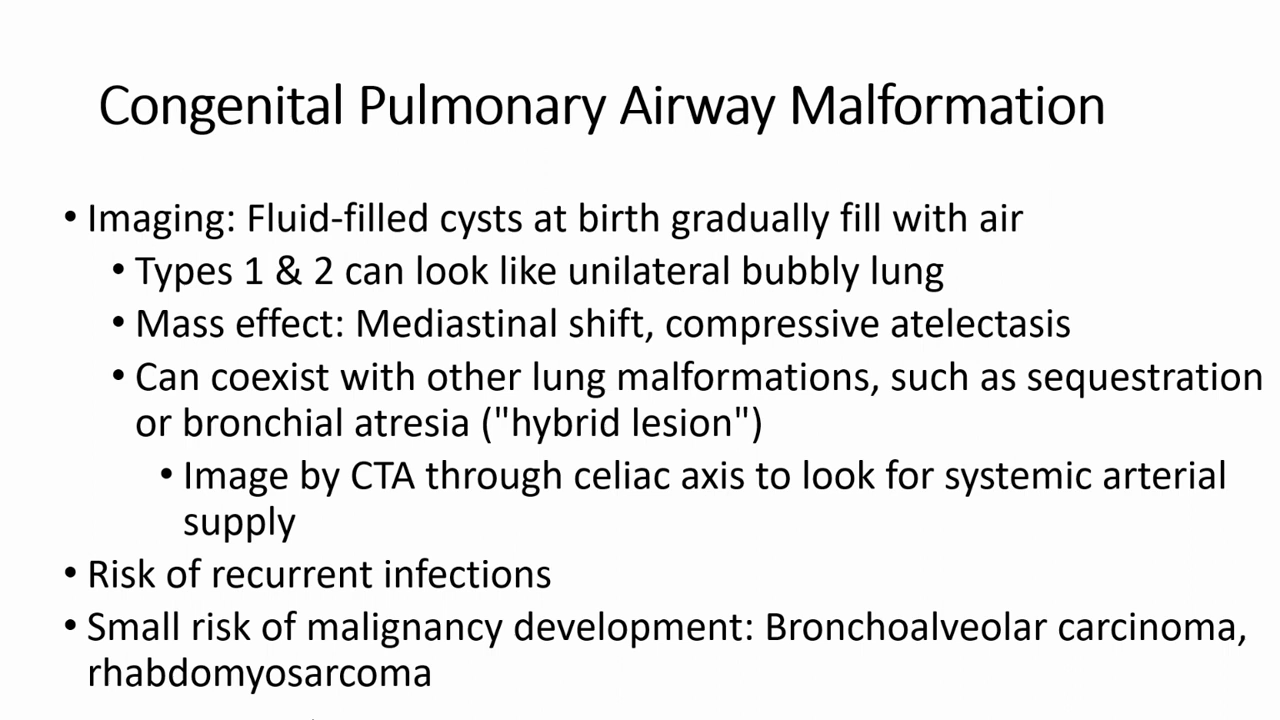 Congenital Pulmonary Airway Malformation
• Imaging: Fluid-filled cysts at birth gradually fill with air
• Types 1 & 2 can look like unilateral bubbly lung
• Mass effect: Mediastinal shift, compressive atelectasis
• Can coexist with other lung malformations, such as sequestration
or bronchial atresia ("hybrid lesion")
• Image by CTA through celiac axis to look for systemic arterial
supply
• Risk of recurrent infections
• Small risk of malignancy development: Bronchoalveolar carcinoma,
rhabdomyosarcoma